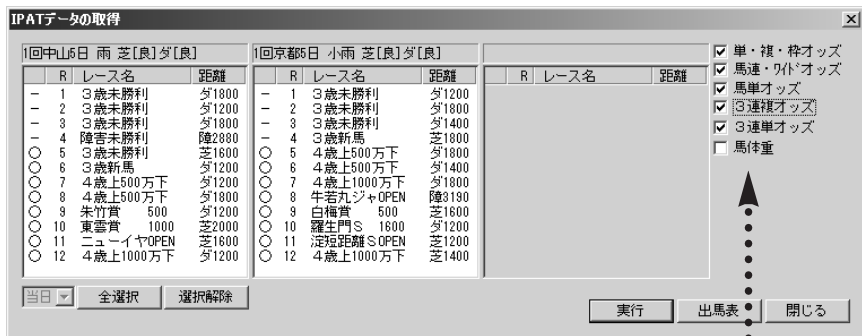 IPATデータの取得
1回中山5日 雨 芝[良]ダ[良]
R レース名 距離
- 1 3歳未勝利 ダ1800
- 2 3歳未勝利 ダ1200
- 3 3歳未勝利 ダ1800
- 4 障害未勝利 障2880
○ 5 3歳未勝利 芝1600
○ 6 3歳新馬 ダ1200
○ 7 4歳上500万下 ダ1200
○ 8 4歳上500万下 ダ1800
○ 9 朱竹賞 500 ダ1200
○ 10 東雲賞 1000 芝2000
○ 11 ニューイヤOPEN 芝1600
○ 12 4歳上1000万下 ダ1200
1回京都5日 小雨 芝[良]ダ[良]
R レース名 距離
- 1 3歳未勝利 ダ1200
- 2 3歳未勝利 ダ1800
- 3 3歳未勝利 ダ1400
- 4 3歳新馬 芝1800
○ 5 4歳上500万下 ダ1800
○ 6 4歳上500万下 ダ1400
○ 7 4歳上1000万下 ダ1800
○ 8 牛若丸ジャOPEN 障3190
○ 9 白梅賞 500 芝1600
○ 10 羅生門S 1600 ダ1200
○ 11 淀短距離SOPEN 芝1200
○ 12 4歳上1000万下 芝1400
R レース名 距離
単・複・枠オッズ
馬連・ワイドオッズ
馬単オッズ
3連複オッズ
3連単オッズ
馬体重
当日 全選択 選択解除
実行 出馬表 閉じる